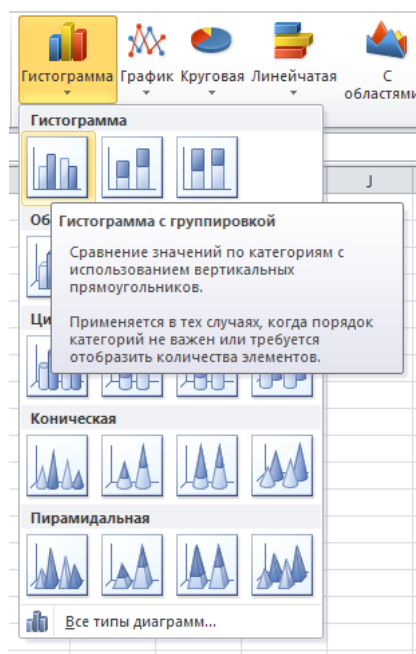 Гистограмма График Круговая Линейчатая С
областями
Гистограмма
J
Об
Гистограмма с группировкой
Сравнение значений по категориям с
использованием вертикальных
прямоугольников.
Ци
Применяется в тех случаях, когда порядок
категорий не важен или требуется
отобразить количества элементов.
Коническая
Пирамидальная
Все типы диаграмм...